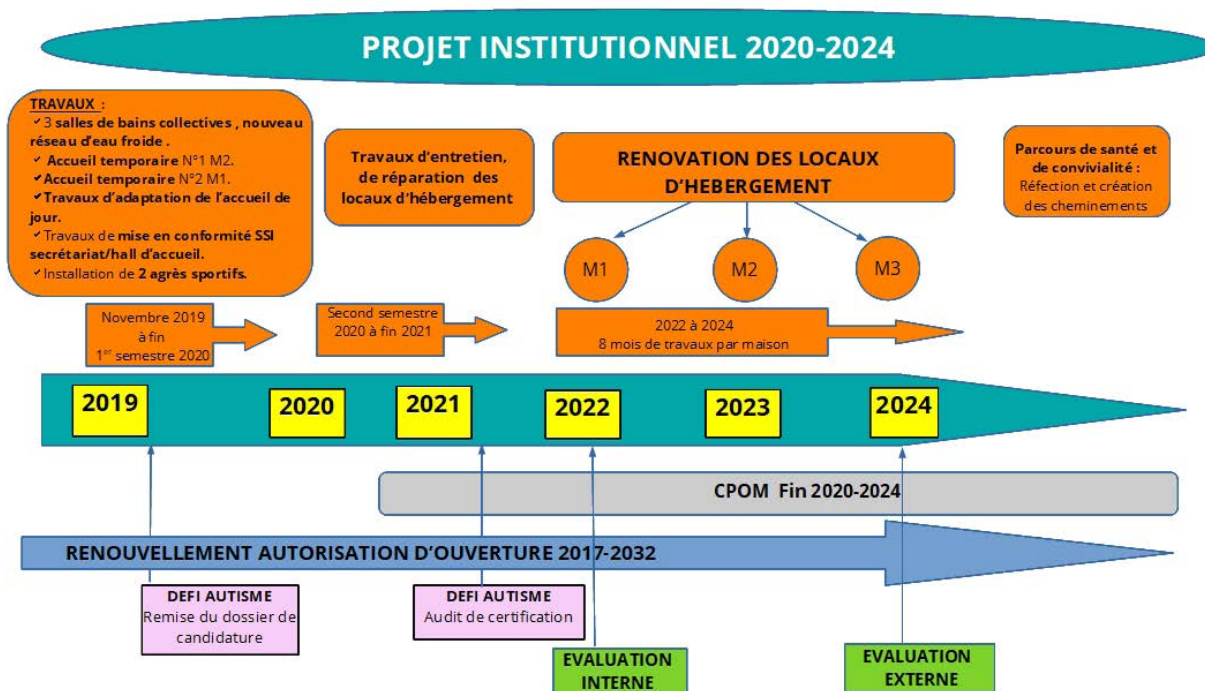 PROJET INSTITUTIONNEL 2020-2024
TRAVAUX :
✓ 3 salles de bains collectives , nouveau
réseau d’eau froide .
✓ Accueil temporaire N°1 M2.
✓ Accueil temporaire N°2 M1.
✓ Travaux d’adaptation de l’accueil de
jour.
✓ Travaux de mise en conformité SSI
secrétariat/hall d’accueil.
✓ Installation de 2 agrès sportifs.
Travaux d’entretien,
de réparation des
locaux d’hébergement
RENOVATION DES LOCAUX
D’HEBERGEMENT
Parcours de santé et
de convivialité :
Réfection et création
des cheminements
M1
M2
M3
Novembre 2019
à fin
1er semestre 2020
Second semestre
2020 à fin 2021
2022 à 2024
8 mois de travaux par maison
2019
2020
2021
2022
2023
2024
CPOM Fin 2020-2024
RENOUVELLEMENT AUTORISATION D’OUVERTURE 2017-2032
DEFI AUTISME
Remise du dossier de
candidature
DEFI AUTISME
Audit de certification
EVALUATION
INTERNE
EVALUATION
EXTERNE